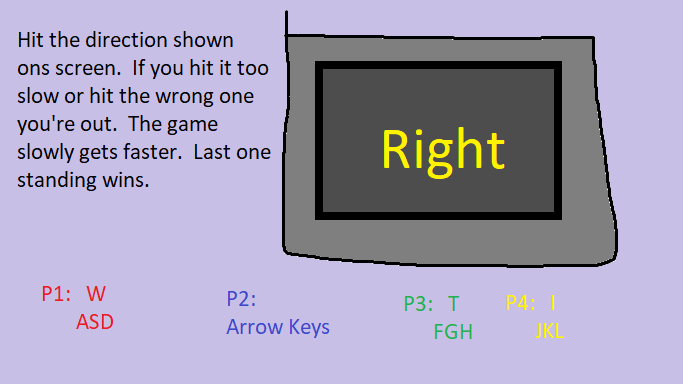 Hit the direction shown
ons screen.  If you hit it too
slow or hit the wrong one
you're out.  The game
slowly gets faster.  Last one
standing wins.
Right
P1:  W
ASD
P2:
Arrow Keys
P3:  T
FGH
P4:  I
JKL